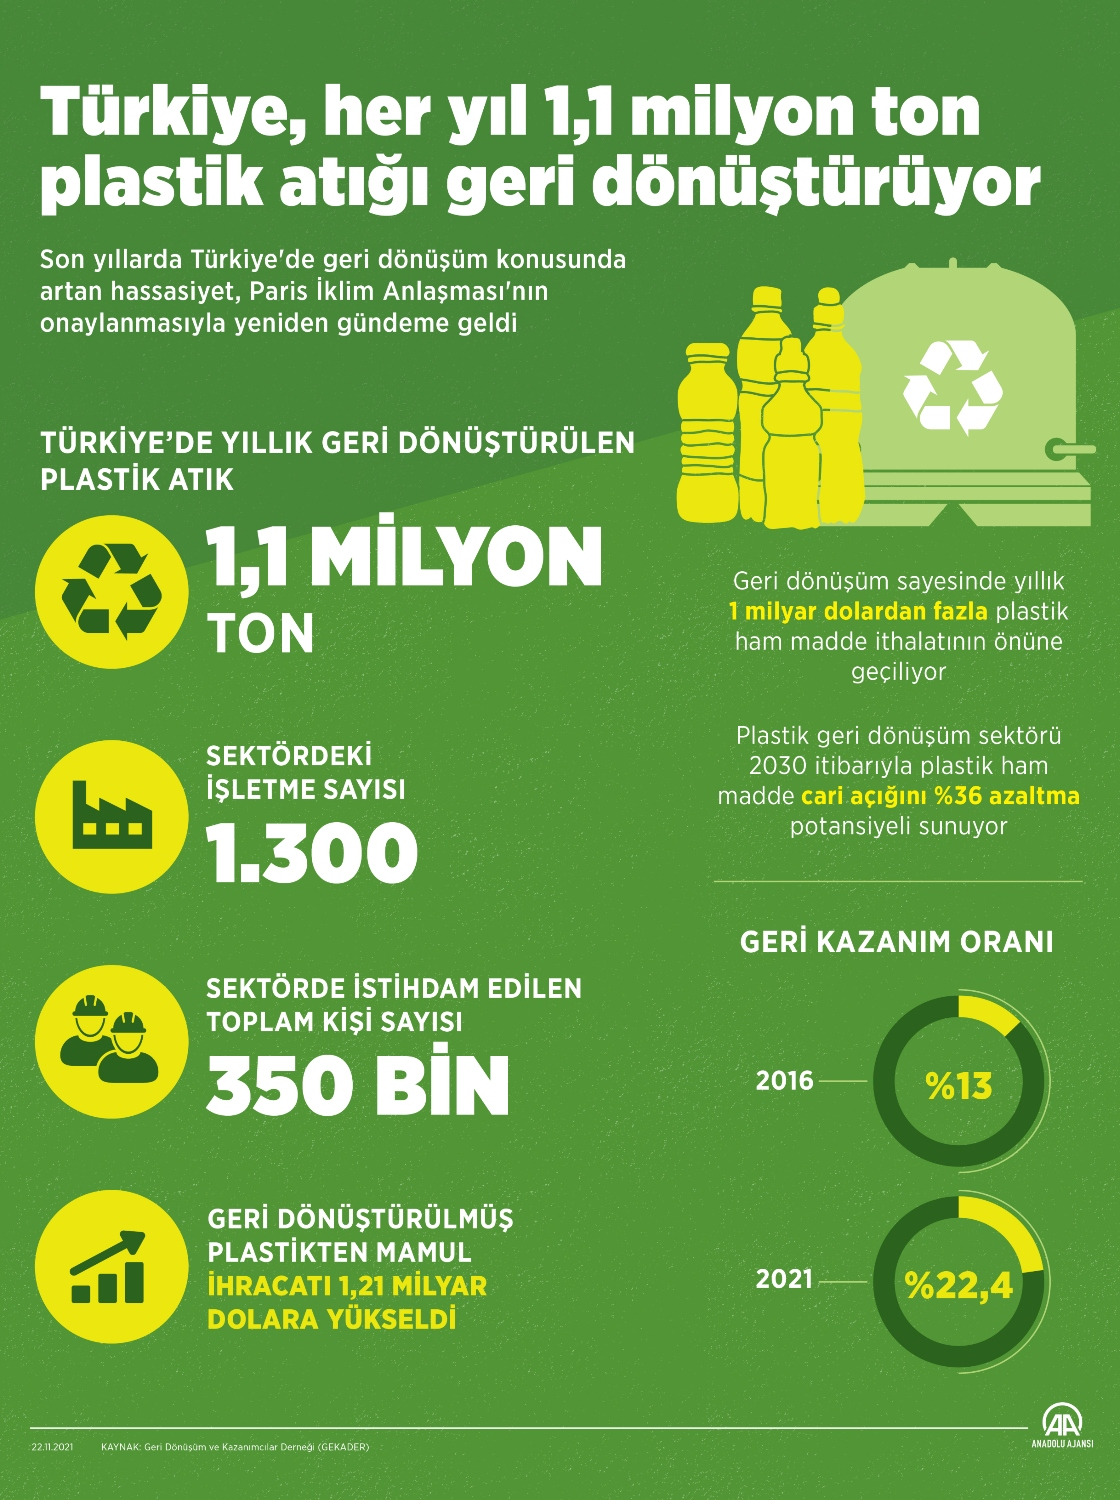 Türkiye, her yıl 1,1 milyon ton
plastik atığı geri dönüştürüyor
Son yıllarda Türkiye'de geri dönüşüm konusunda
artan hassasiyet, Paris İklim Anlaşması'nın
onaylanmasıyla yeniden gündeme geldi
TÜRKİYE’DE YILLIK GERİ DÖNÜŞTÜRÜLEN
PLASTİK ATIK
1,1 MİLYON
TON
SEKTÖRDEKİ
İŞLETME SAYISI
1.300
SEKTÖRDE İSTİHDAM EDİLEN
TOPLAM KİŞİ SAYISI
350 BİN
GERİ DÖNÜŞTÜRÜLMÜŞ
PLASTİKTEN MAMUL
İHRACATI 1,21 MİLYAR
DOLARA YÜKSELDİ
Geri dönüşüm sayesinde yıllık
1 milyar dolardan fazla plastik
ham madde ithalatının önüne
geçiliyor
Plastik geri dönüşüm sektörü
2030 itibarıyla plastik ham
madde cari açığını %36 azaltma
potansiyeli sunuyor
GERİ KAZANIM ORANI
2016 %13
2021 %22,4
22.11.2021 KAYNAK: Geri Dönüşüm ve Kazanımcılar Derneği (GEKADER)
AA
ANADOLU AJANSI